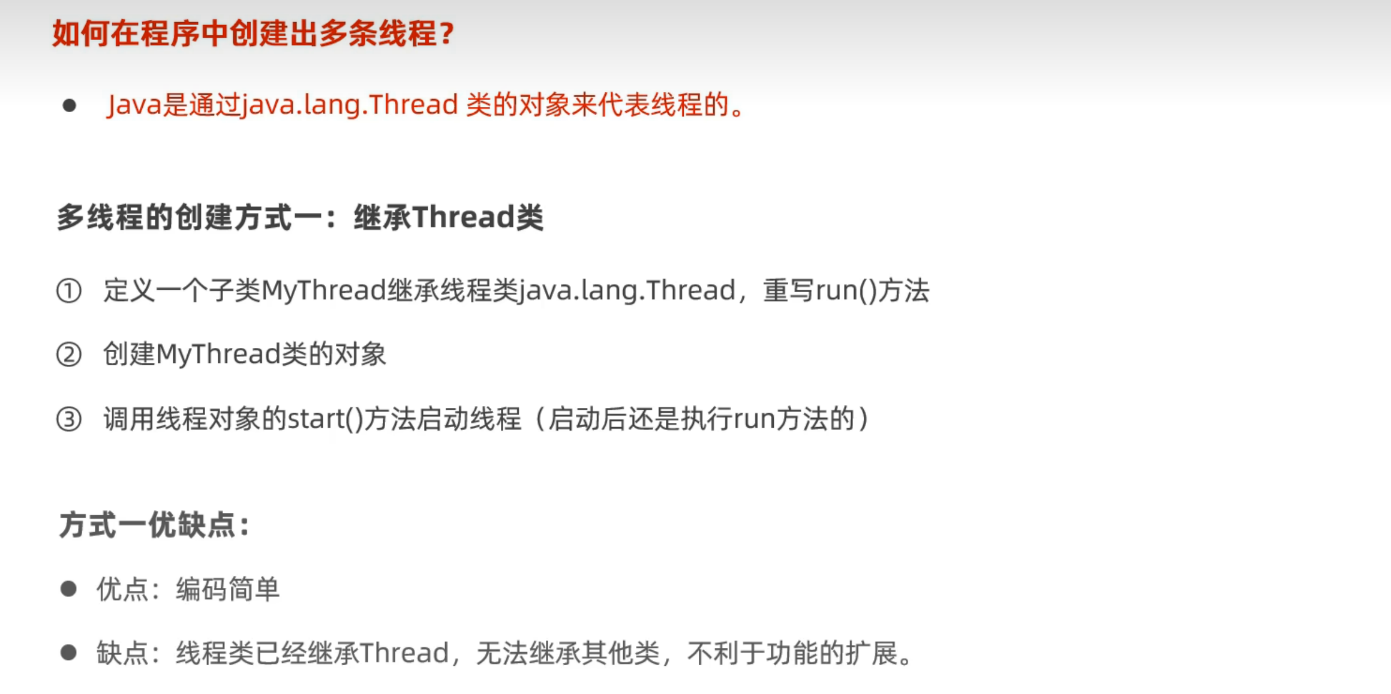 如何在程序中创建出多条线程?
● Java是通过java.lang.Thread 类的对象来代表线程的。
多线程的创建方式一：继承Thread类
① 定义一个子类MyThread继承线程类java.lang.Thread，重写run()方法
② 创建MyThread类的对象
③ 调用线程对象的start()方法启动线程（启动后还是执行run方法的）
方式一优缺点：
● 优点：编码简单
● 缺点：线程类已经继承Thread，无法继承其他类，不利于功能的扩展。